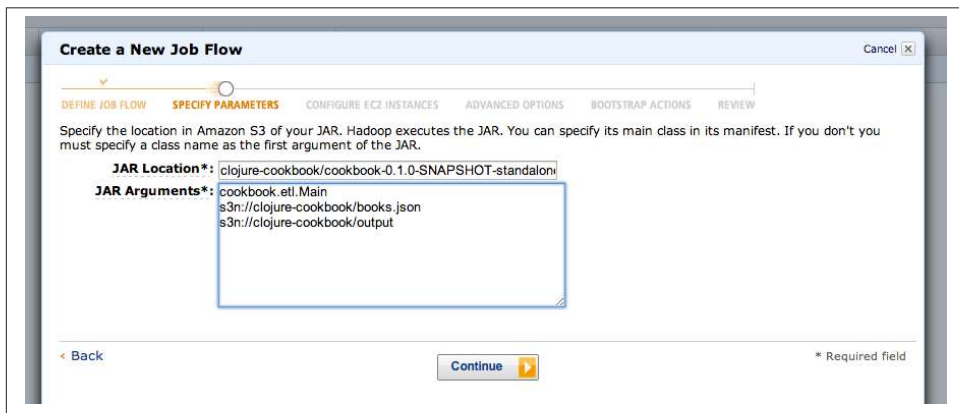 Create a New Job Flow
Cancel
DEFINE JOB FLOW SPECIFY PARAMETERS CONFIGURE EC2 INSTANCES ADVANCED OPTIONS BOOTSTRAP ACTIONS REVIEW
Specify the location in Amazon S3 of your JAR. Hadoop executes the JAR. You can specify its main class in its manifest. If you don't you
must specify a class name as the first argument of the JAR.
JAR Location*: clojure-cookbook/cookbook-0.1.0-SNAPSHOT-standalon
JAR Arguments*: cookbook.etl.Main
s3n://clojure-cookbook/books.json
s3n://clojure-cookbook/output
< Back
Continue
* Required field